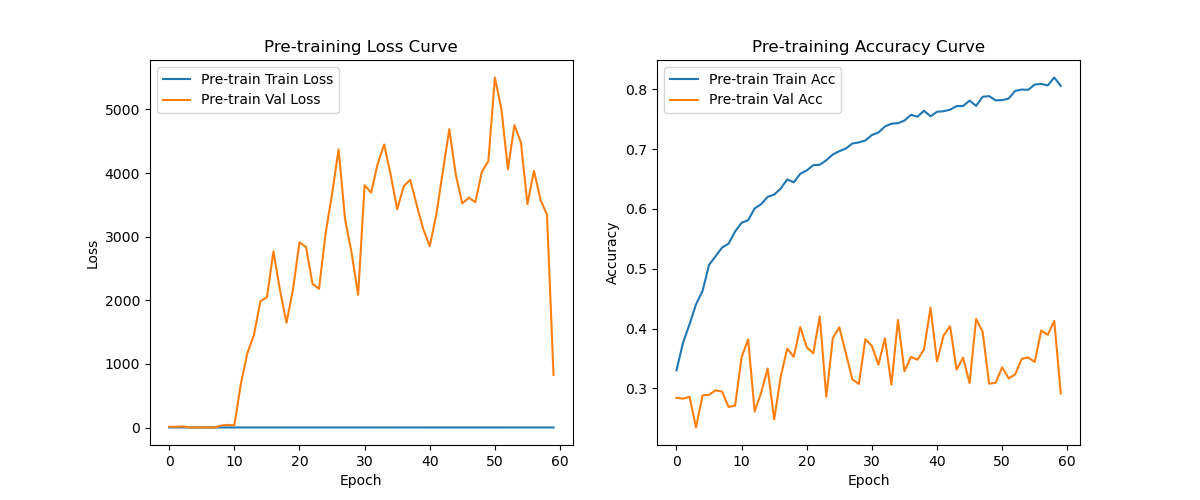 Pre-training Loss Curve
Pre-train Train Loss
Pre-train Val Loss
Loss
5000
4000
3000
2000
1000
0
0 10 20 30 40 50 60
Epoch
Pre-training Accuracy Curve
Pre-train Train Acc
Pre-train Val Acc
Accuracy
0.8
0.7
0.6
0.5
0.4
0.3
0 10 20 30 40 50 60
Epoch